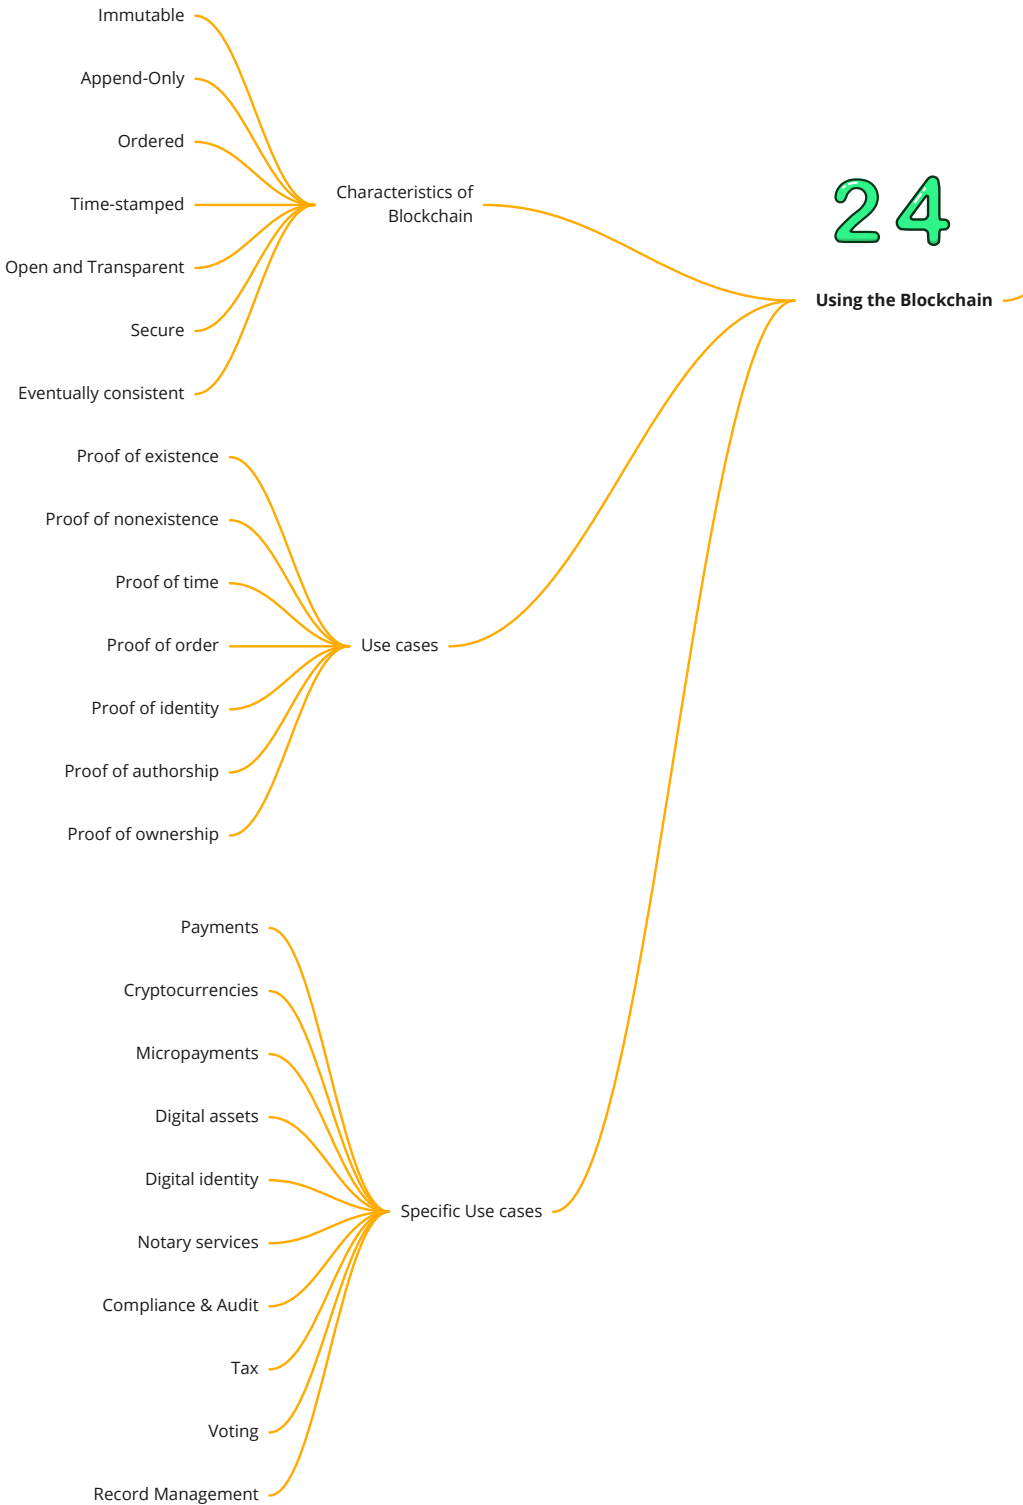 Immutable
Append-Only
Ordered
Time-stamped
Open and Transparent
Secure
Eventually consistent
Characteristics of
Blockchain
24
Using the Blockchain
Proof of existence
Proof of nonexistence
Proof of time
Proof of order
Proof of identity
Proof of authorship
Proof of ownership
Use cases
Payments
Cryptocurrencies
Micropayments
Digital assets
Digital identity
Notary services
Compliance & Audit
Tax
Voting
Record Management
Specific Use cases